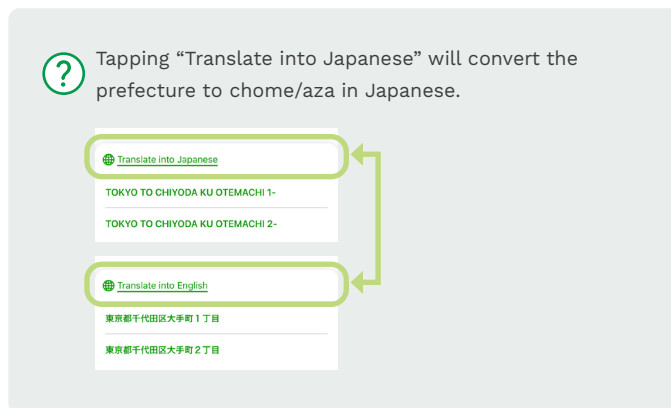 Tapping “Translate into Japanese” will convert the
prefecture to chome/aza in Japanese.
Translate into Japanese
TOKYO TO CHIYODA KU OTEMACHI 1-
TOKYO TO CHIYODA KU OTEMACHI 2-
Translate into English
東京都千代田区大手町１丁目
東京都千代田区大手町２丁目